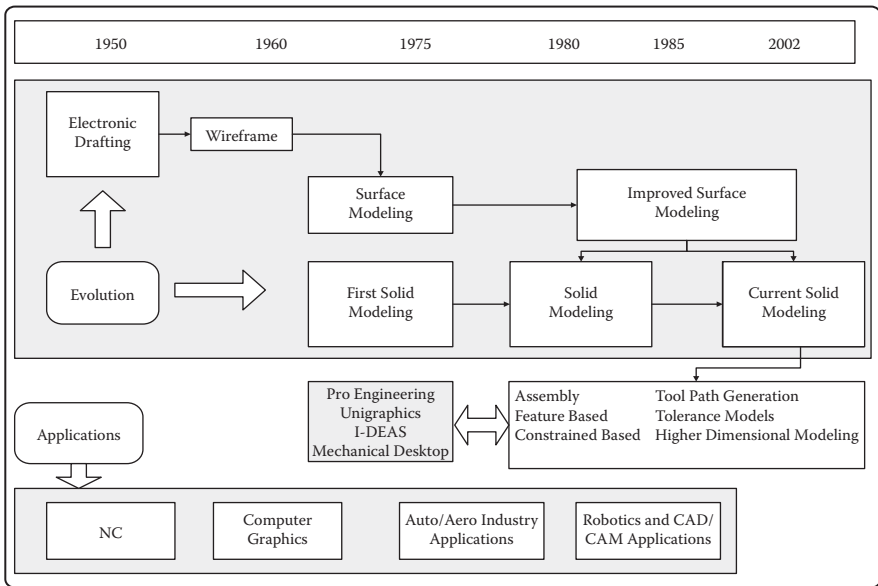 1950 1960 1975 1980 1985 2002
Electronic
Drafting
Wireframe
Surface
Modeling
Improved Surface
Modeling
Evolution
First Solid
Modeling
Solid
Modeling
Current Solid
Modeling
Applications
Pro Engineering
Unigraphics
I-DEAS
Mechanical Desktop
Assembly Tool Path Generation
Feature Based Tolerance Models
Constrained Based Higher Dimensional Modeling
NC
Computer
Graphics
Auto/Aero Industry
Applications
Robotics and CAD/
CAM Applications